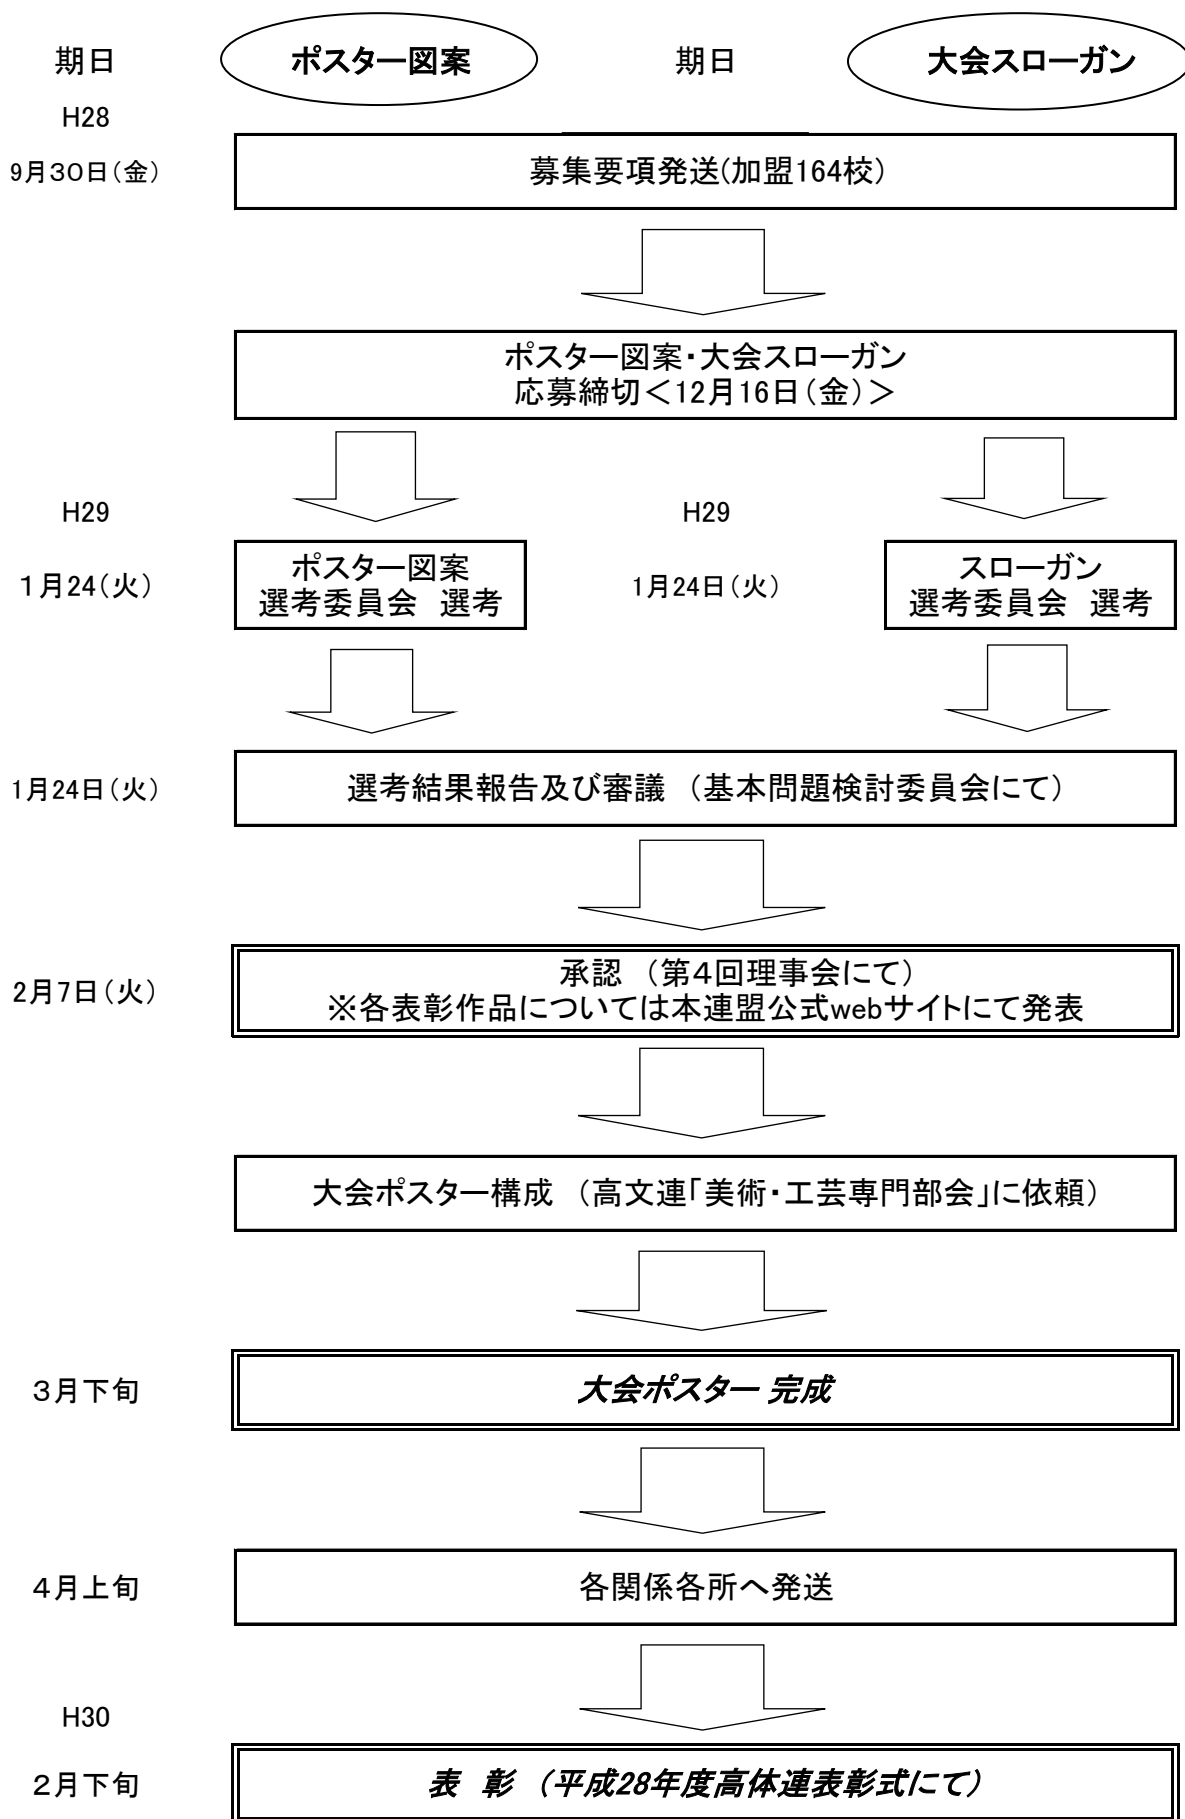 期日 ポスター図案 期日 大会スローガン
H28
9月30日(金) 募集要項発送(加盟164校)
ポスター図案・大会スローガン
応募締切＜12月16日(金)＞
H29 H29
1月24(火) ポスター図案 1月24日(火) スローガン
選考委員会　選考 選考委員会　選考
1月24日(火) 選考結果報告及び審議　(基本問題検討委員会にて)
2月7日(火) 承認　(第4回理事会にて)
※各表彰作品については本連盟公式webサイトにて発表
大会ポスター構成　(高文連「美術・工芸専門部会」に依頼)
3月下旬 大会ポスター 完成
4月上旬 各関係各所へ発送
H30
2月下旬 表　彰　(平成28年度高体連表彰式にて)